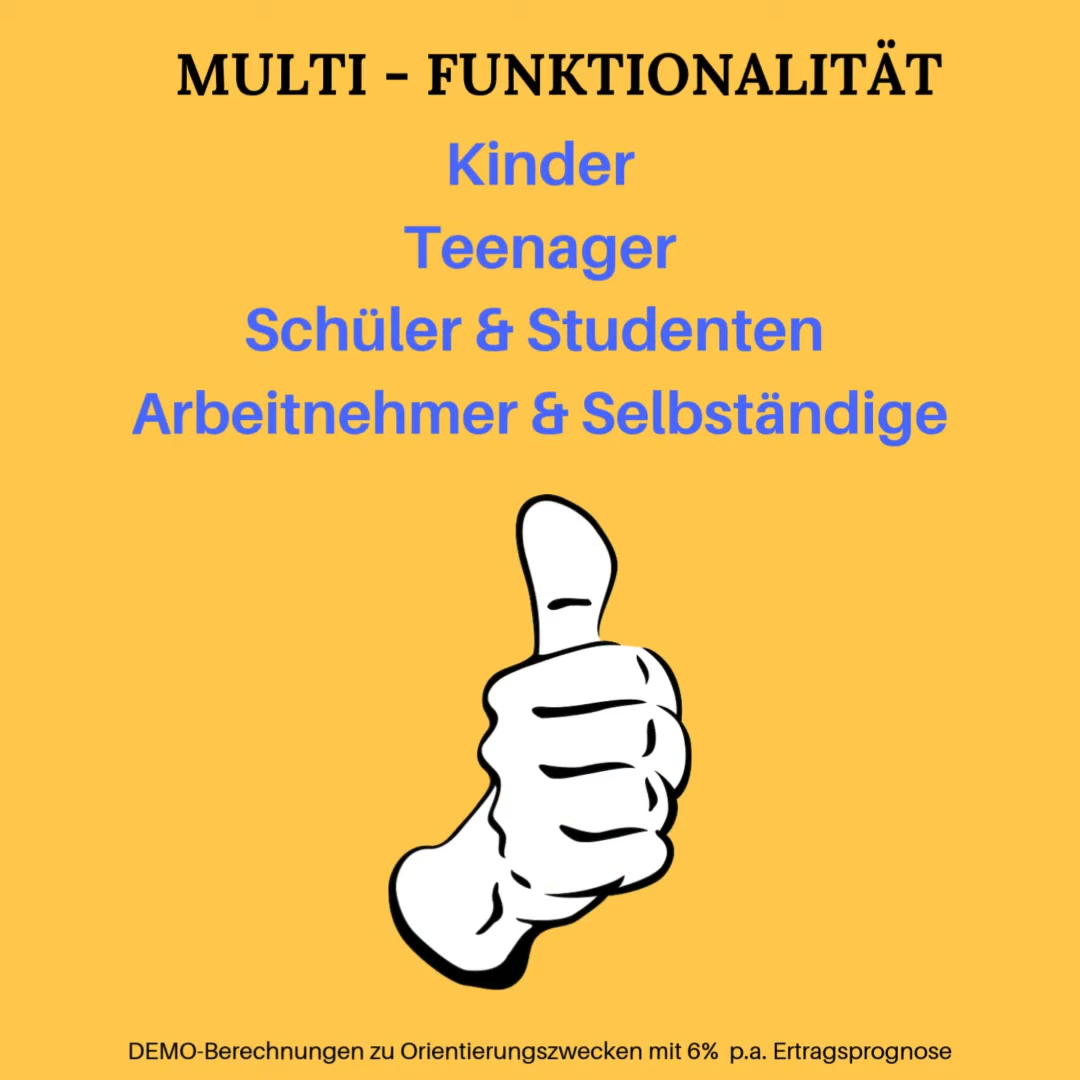 MULTI - FUNKTIONALITÄT
Kinder
Teenager
Schüler & Studenten
Arbeitnehmer & Selbständige
DEMO-Berechnungen zu Orientierungszwecken mit 6% p.a. Ertragsprognose